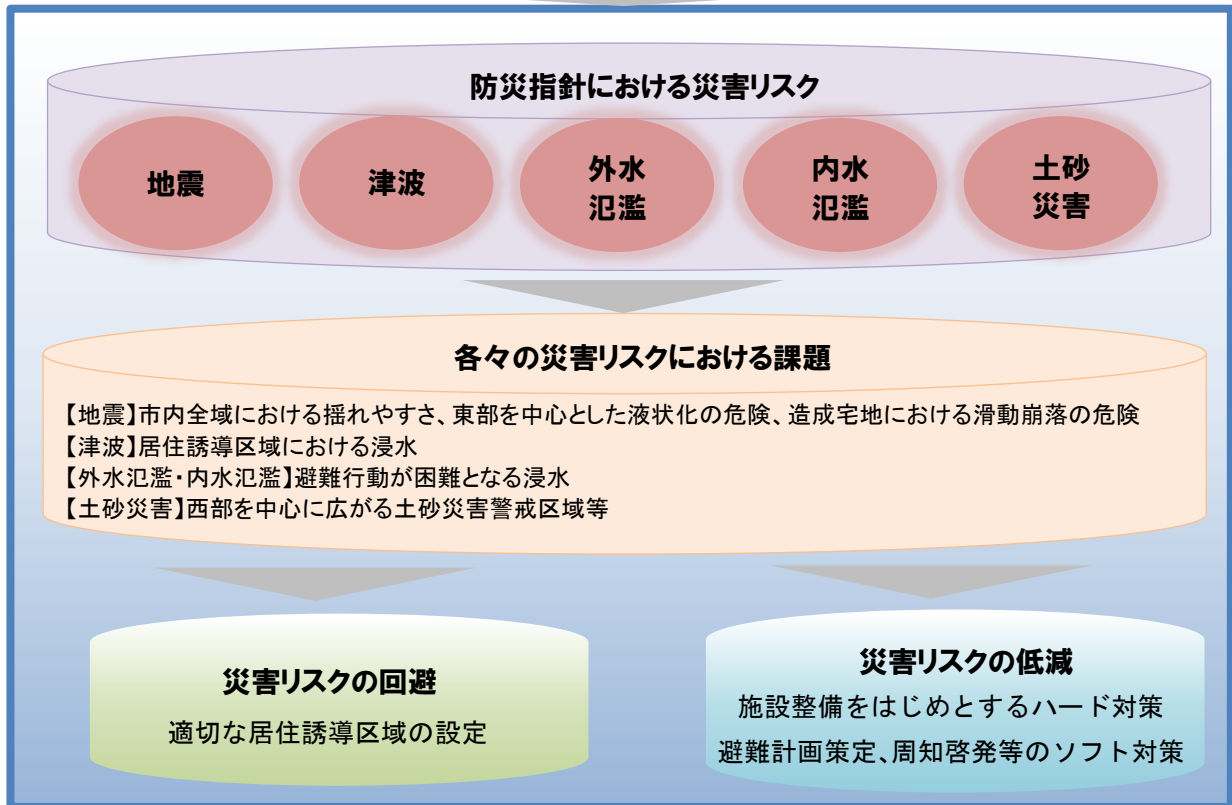 防災指針における災害リスク
地震
津波
外水
氾濫
内水
氾濫
土砂
災害
各々の災害リスクにおける課題
【地震】市内全域における揺れやすさ、東部を中心とした液状化の危険、造成宅地における滑動崩落の危険
【津波】居住誘導区域における浸水
【外水氾濫・内水氾濫】避難行動が困難となる浸水
【土砂災害】西部を中心に広がる土砂災害警戒区域等
災害リスクの回避
適切な居住誘導区域の設定
災害リスクの低減
施設整備をはじめとするハード対策
避難計画策定、周知啓発等のソフト対策